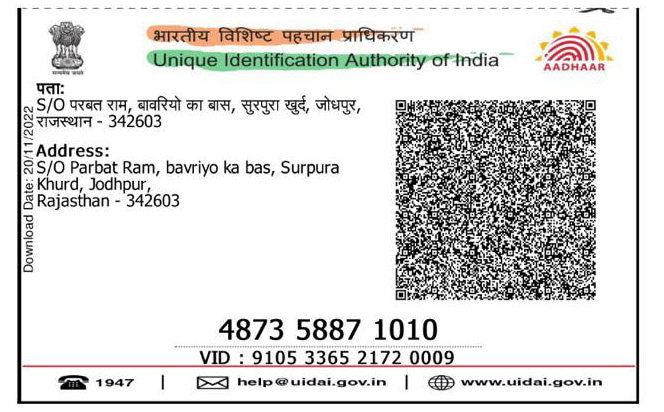 भारतीय विशिष्ट पहचान प्राधिकरण
Unique Identification Authority of India
सत्यमेव जयते
AADHAAR
पता:
S/O परबत राम, बावरियो का बास, सुरपुरा खुर्द, जोधपुर,
राजस्थान - 342603
Address:
S/O Parbat Ram, bavriyo ka bas, Surpura
Khurd, Jodhpur,
Rajasthan - 342603
Download Date: 20/11/2022
4873 5887 1010
VID : 9105 3365 2172 0009
1947 | help@uidai.gov.in | www.uidai.gov.in